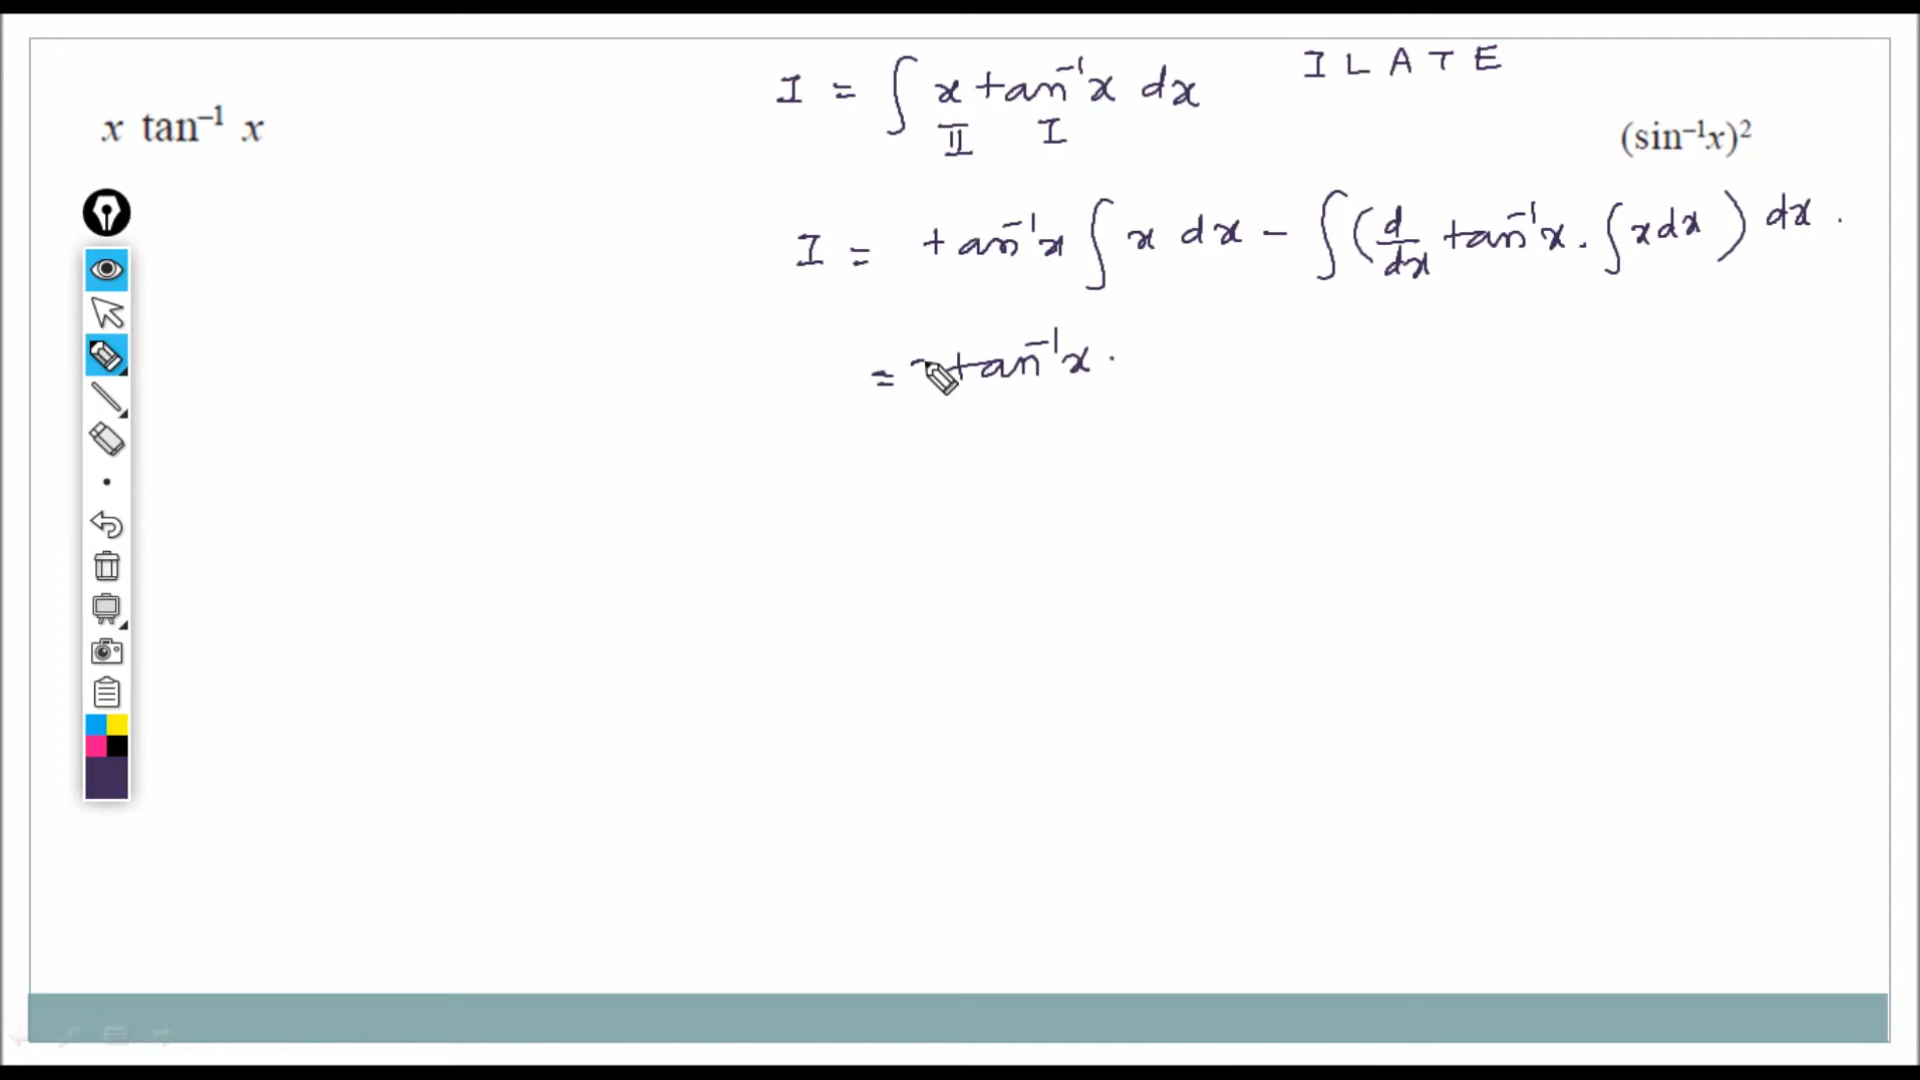 I = ∫ x tan⁻¹x dx    I L A T E
II I
x tan⁻¹ x
(sin⁻¹x)²
I = tan⁻¹x ∫ x dx − ∫ ( d/dx tan⁻¹x . ∫ x dx ) dx .
= tan⁻¹x .